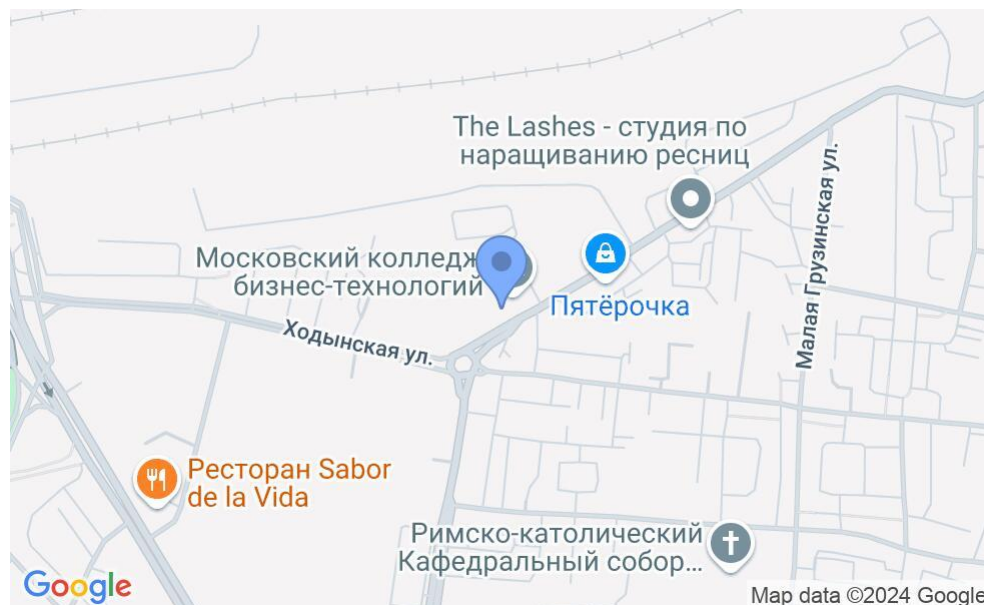 The Lashes - студия по
наращиванию ресниц
Малая Грузинская ул.
Московский колледж
бизнес-технологий
Пятёрочка
Ходынская ул.
Ресторан Sabor
de la Vida
Римско-католический
Кафедральный собор...
Google
Map data ©2024 Google